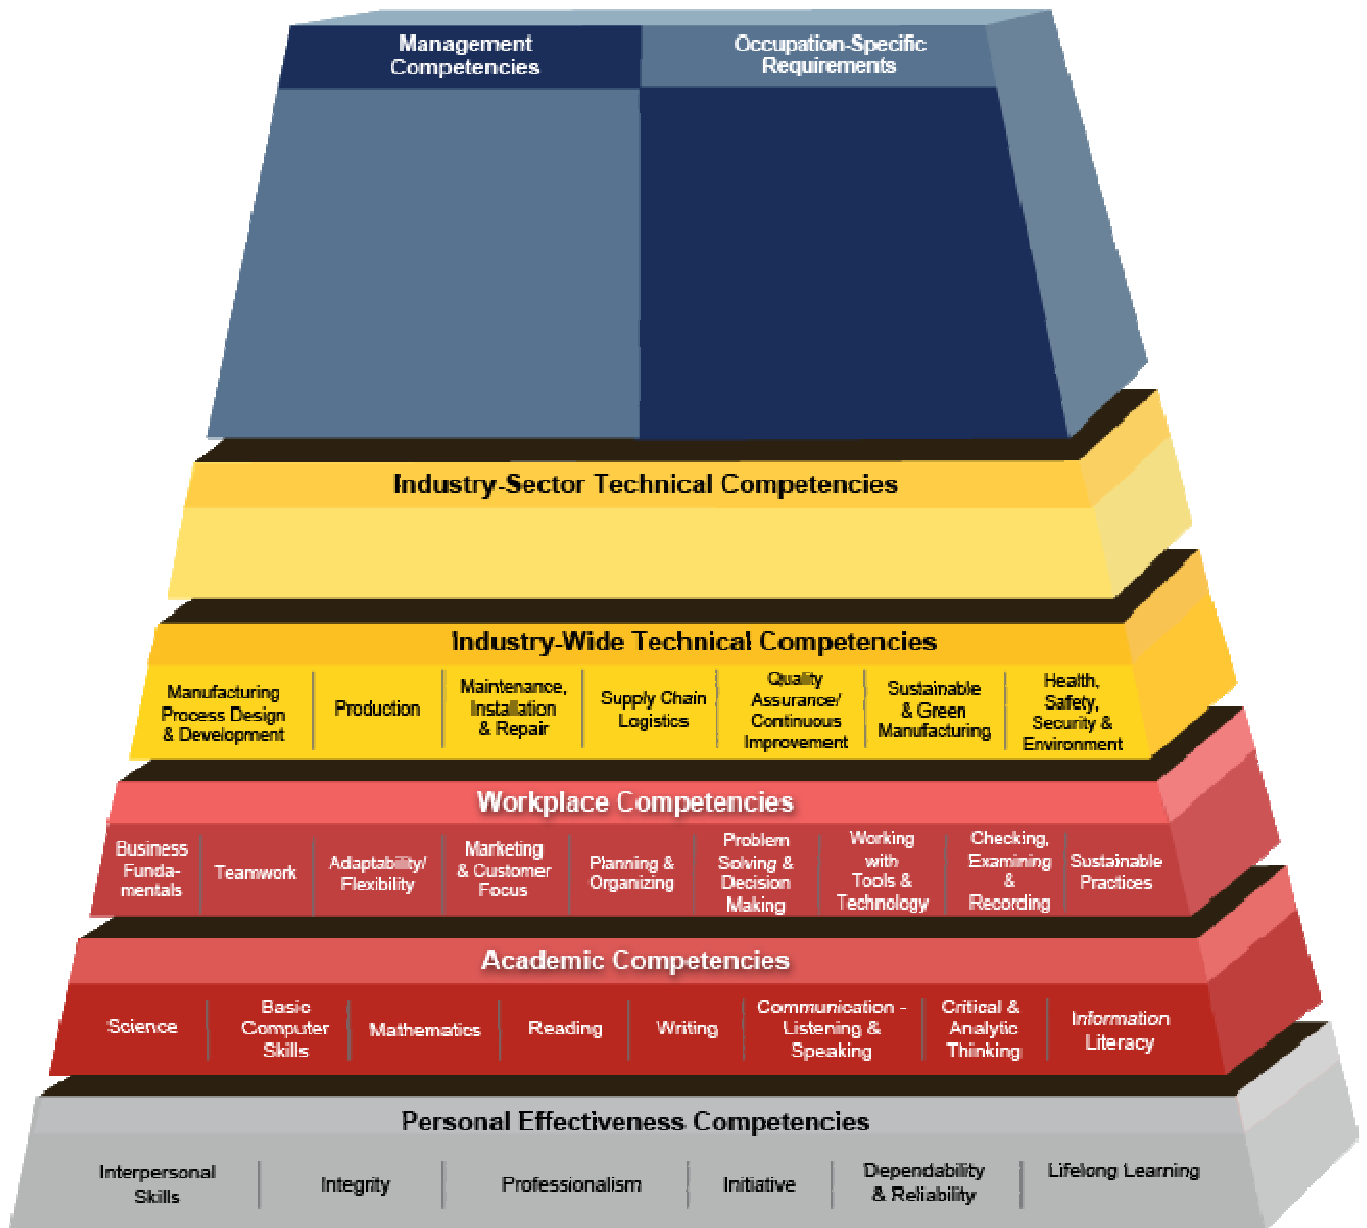 Management
Competencies
Occupation-Specific
Requirements
Industry-Sector Technical Competencies
Industry-Wide Technical Competencies
Manufacturing
Process Design
& Development
Production
Maintenance,
Installation
& Repair
Supply Chain
Logistics
Quality
Assurance/
Continuous
Improvement
Sustainable
& Green
Manufacturing
Health,
Safety,
Security &
Environment
Workplace Competencies
Business
Funda-
mentals
Teamwork
Adaptability/
Flexibility
Marketing
& Customer
Focus
Planning &
Organizing
Problem
Solving &
Decision
Making
Working
with
Tools &
Technology
Checking,
Examining
&
Recording
Sustainable
Practices
Academic Competencies
Science
Basic
Computer
Skills
Mathematics
Reading
Writing
Communication -
Listening &
Speaking
Critical &
Analytic
Thinking
Information
Literacy
Personal Effectiveness Competencies
Interpersonal
Skills
Integrity
Professionalism
Initiative
Dependability
& Reliability
Lifelong Learning